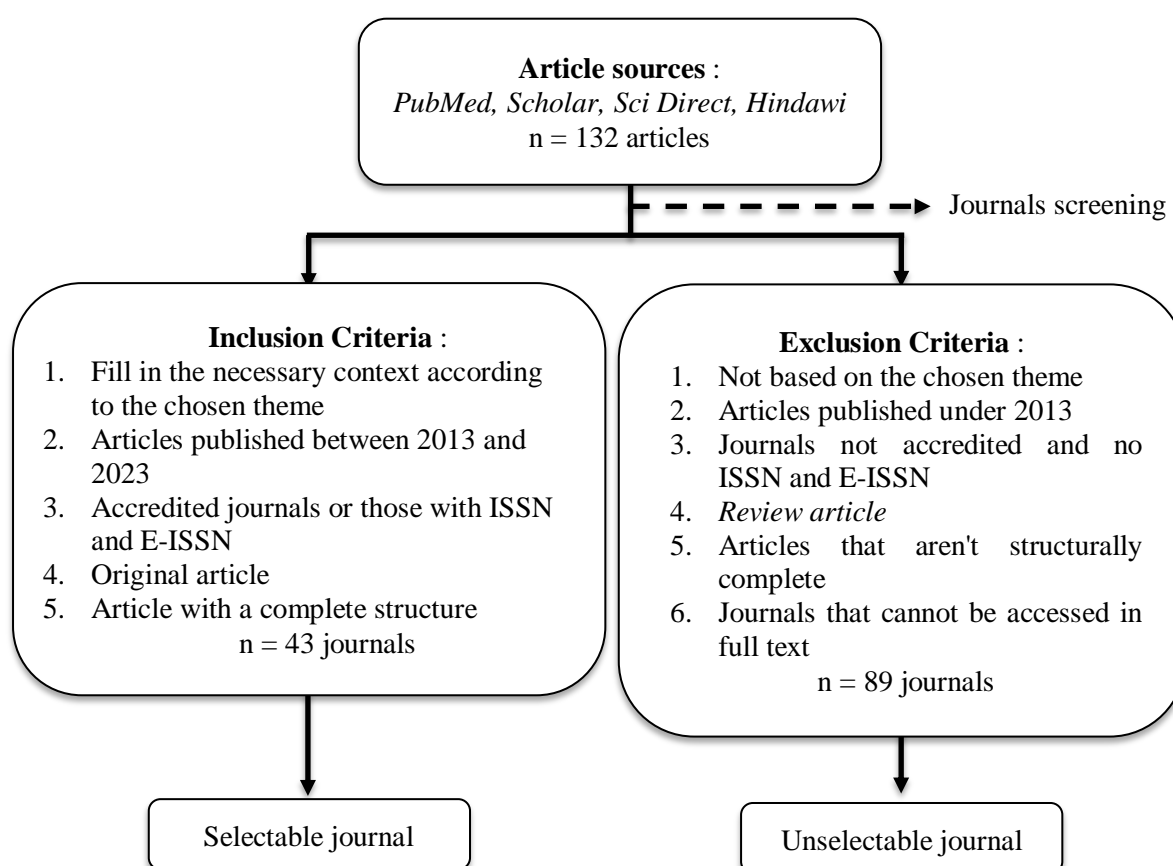 Article sources :
PubMed, Scholar, Sci Direct, Hindawi
n = 132 articles
Journals screening
Inclusion Criteria :
1. Fill in the necessary context according
to the chosen theme
2. Articles published between 2013 and
2023
3. Accredited journals or those with ISSN
and E-ISSN
4. Original article
5. Article with a complete structure
n = 43 journals
Exclusion Criteria :
1. Not based on the chosen theme
2. Articles published under 2013
3. Journals not accredited and no
ISSN and E-ISSN
4. Review article
5. Articles that aren't structurally
complete
6. Journals that cannot be accessed in
full text
n = 89 journals
Selectable journal
Unselectable journal